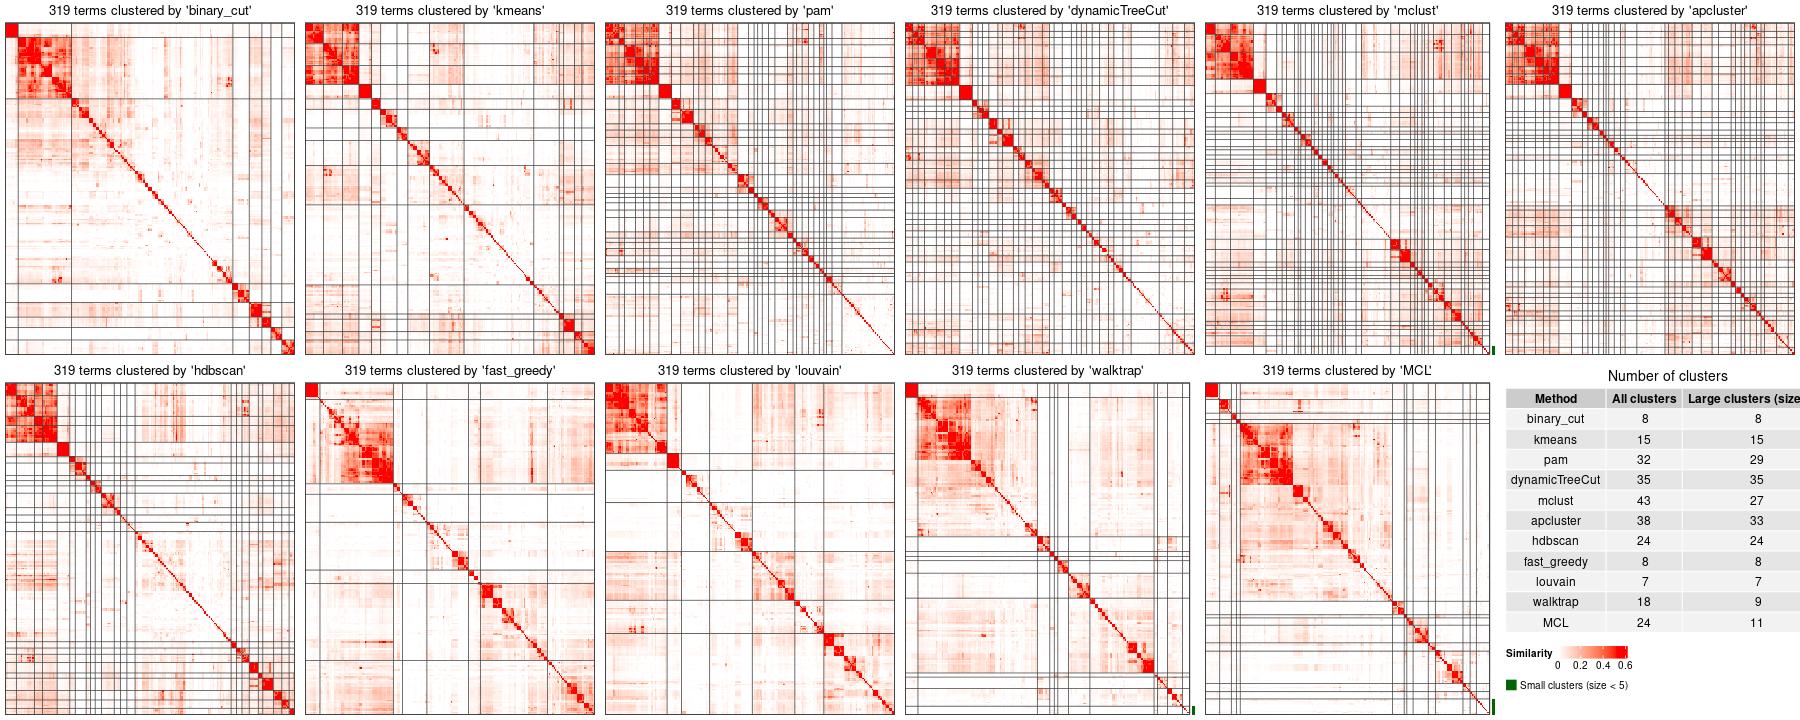 319 terms clustered by 'binary_cut'
319 terms clustered by 'kmeans'
319 terms clustered by 'pam'
319 terms clustered by 'dynamicTreeCut'
319 terms clustered by 'mclust'
319 terms clustered by 'apcluster'
319 terms clustered by 'hdbscan'
319 terms clustered by 'fast_greedy'
319 terms clustered by 'louvain'
319 terms clustered by 'walktrap'
319 terms clustered by 'MCL'
Number of clusters
Method All clusters Large clusters (size
binary_cut 8 8
kmeans 15 15
pam 32 29
dynamicTreeCut 35 35
mclust 43 27
apcluster 38 33
hdbscan 24 24
fast_greedy 8 8
louvain 7 7
walktrap 18 9
MCL 24 11
Similarity
0 0.2 0.4 0.6
Small clusters (size < 5)